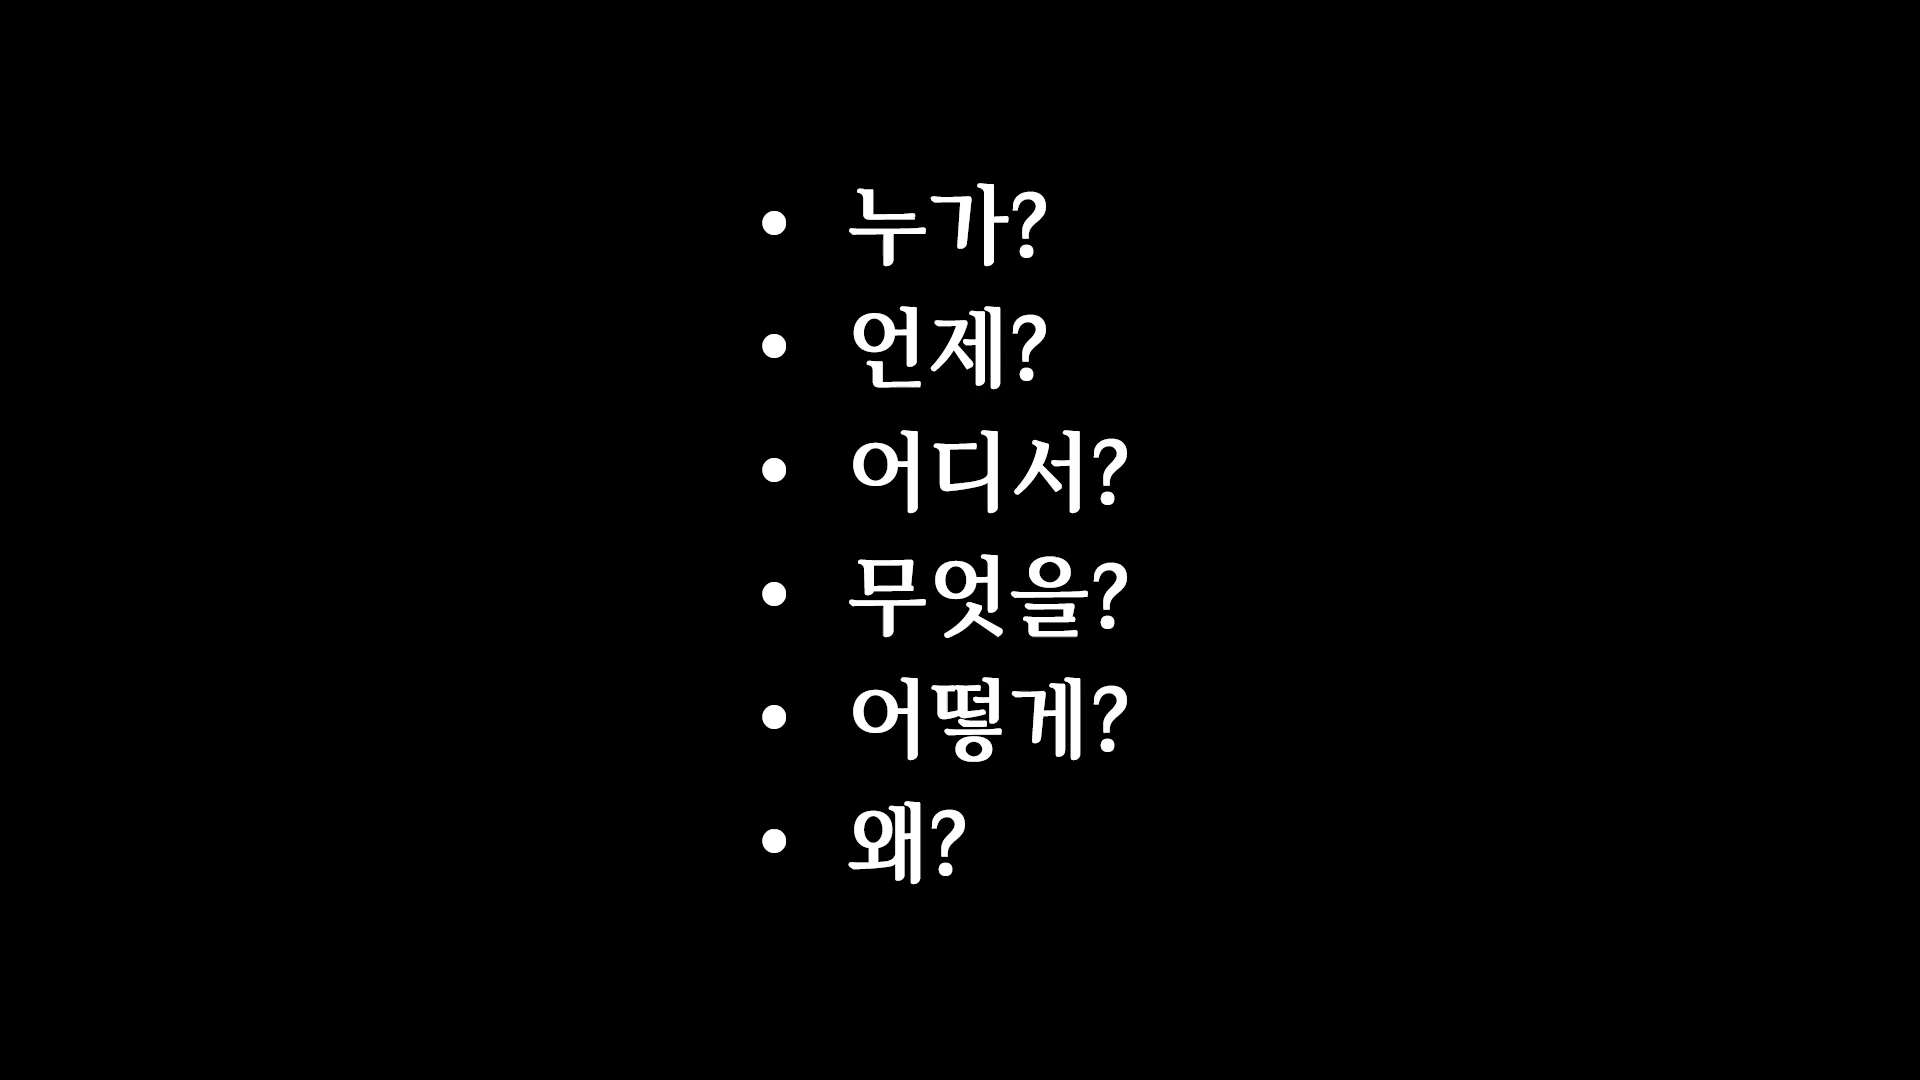 • 누가?
• 언제?
• 어디서?
• 무엇을?
• 어떻게?
• 왜?